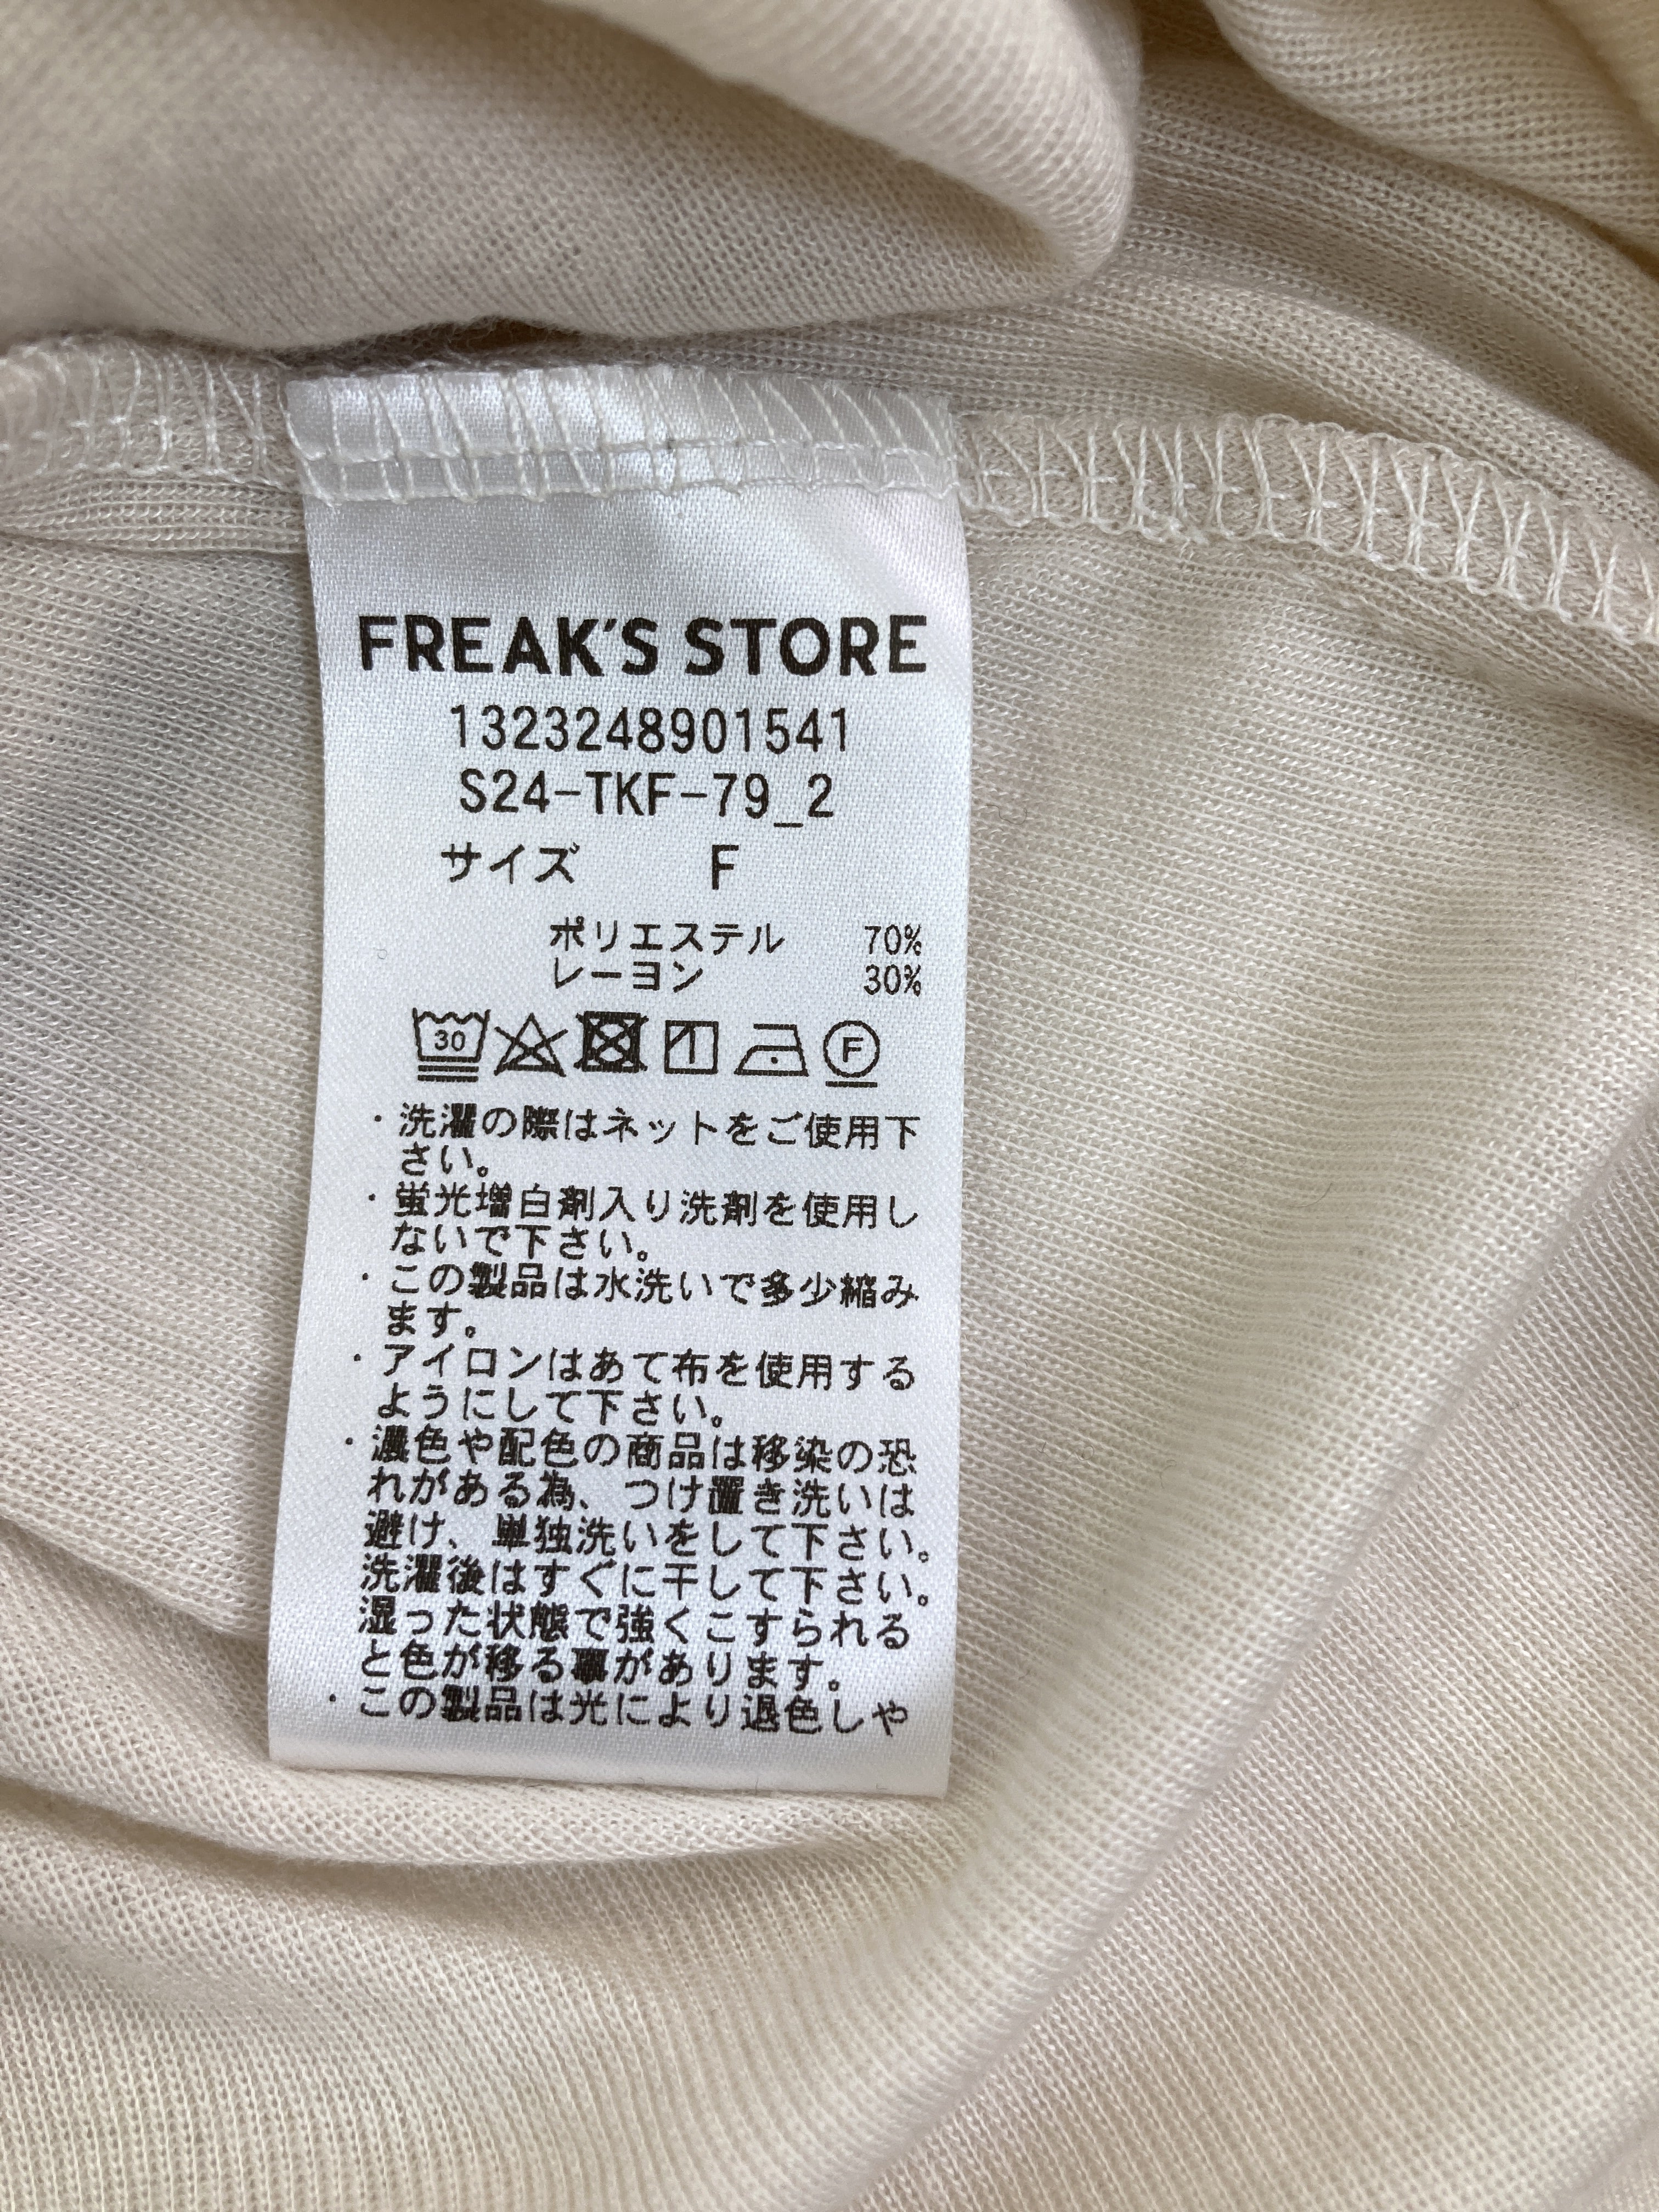 FREAK'S STORE
1323248901541
S24-TKF-79_2
サイズ F
ポリエステル 70%
レーヨン 30%
30 F
・洗濯の際はネットをご使用下
さい。
・蛍光増白剤入り洗剤を使用し
ないで下さい。
・この製品は水洗いで多少縮み
ます。
・アイロンはあて布を使用する
ようにして下さい。
・濃色や配色の商品は移染の恐
れがある為、つけ置き洗いは
避け、単独洗いをして下さい。
洗濯後はすぐに干して下さい。
湿った状態で強くこすられる
と色が移る事があります。
・この製品は光により退色しや